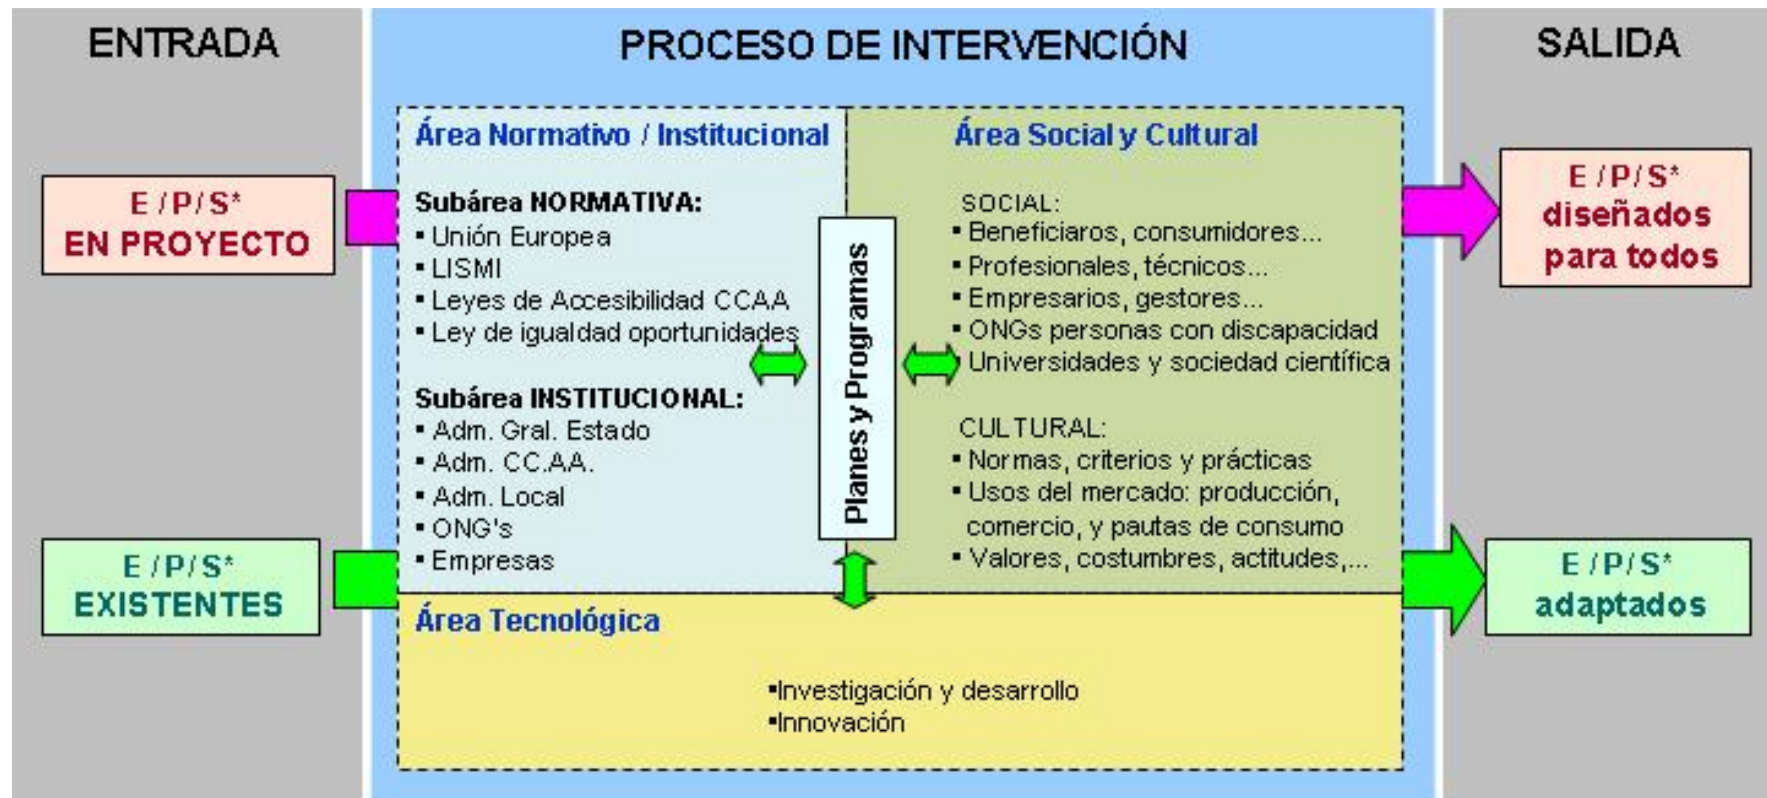 ENTRADA
PROCESO DE INTERVENCIÓN
SALIDA
E / P / S*
EN PROYECTO
E / P / S*
EXISTENTES
Área Normativo / Institucional
Subárea NORMATIVA:
▪ Unión Europea
▪ LISMI
▪ Leyes de Accesibilidad CCAA
▪ Ley de igualdad oportunidades
Subárea INSTITUCIONAL:
▪ Adm. Gral. Estado
▪ Adm. CC.AA.
▪ Adm. Local
▪ ONG's
▪ Empresas
Planes y Programas
Área Social y Cultural
SOCIAL:
▪ Beneficiaros, consumidores...
▪ Profesionales, técnicos...
▪ Empresarios, gestores...
▪ ONGs personas con discapacidad
▪ Universidades y sociedad científica
CULTURAL:
▪ Normas, criterios y prácticas
▪ Usos del mercado: producción,
comercio, y pautas de consumo
▪ Valores, costumbres, actitudes,...
Área Tecnológica
▪Investigación y desarrollo
▪Innovación
E / P / S*
diseñados
para todos
E / P / S*
adaptados